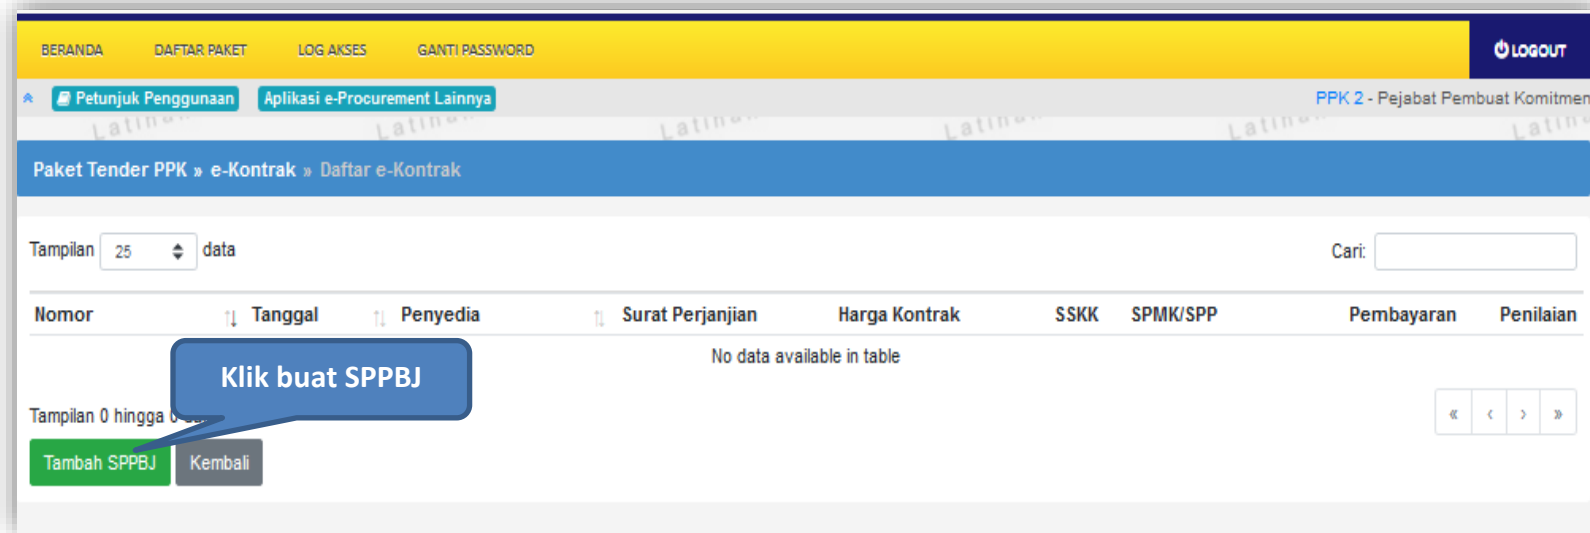 BERANDA DAFTAR PAKET LOG AKSES GANTI PASSWORD LOGOUT
Petunjuk Penggunaan Aplikasi e-Procurement Lainnya PPK 2 - Pejabat Pembuat Komitmen
Paket Tender PPK » e-Kontrak » Daftar e-Kontrak
Tampilan 25 data Cari:
Nomor Tanggal Penyedia Surat Perjanjian Harga Kontrak SSKK SPMK/SPP Pembayaran Penilaian
No data available in table
Klik buat SPPBJ
Tampilan 0 hingga
« ‹ › »
Tambah SPPBJ Kembali